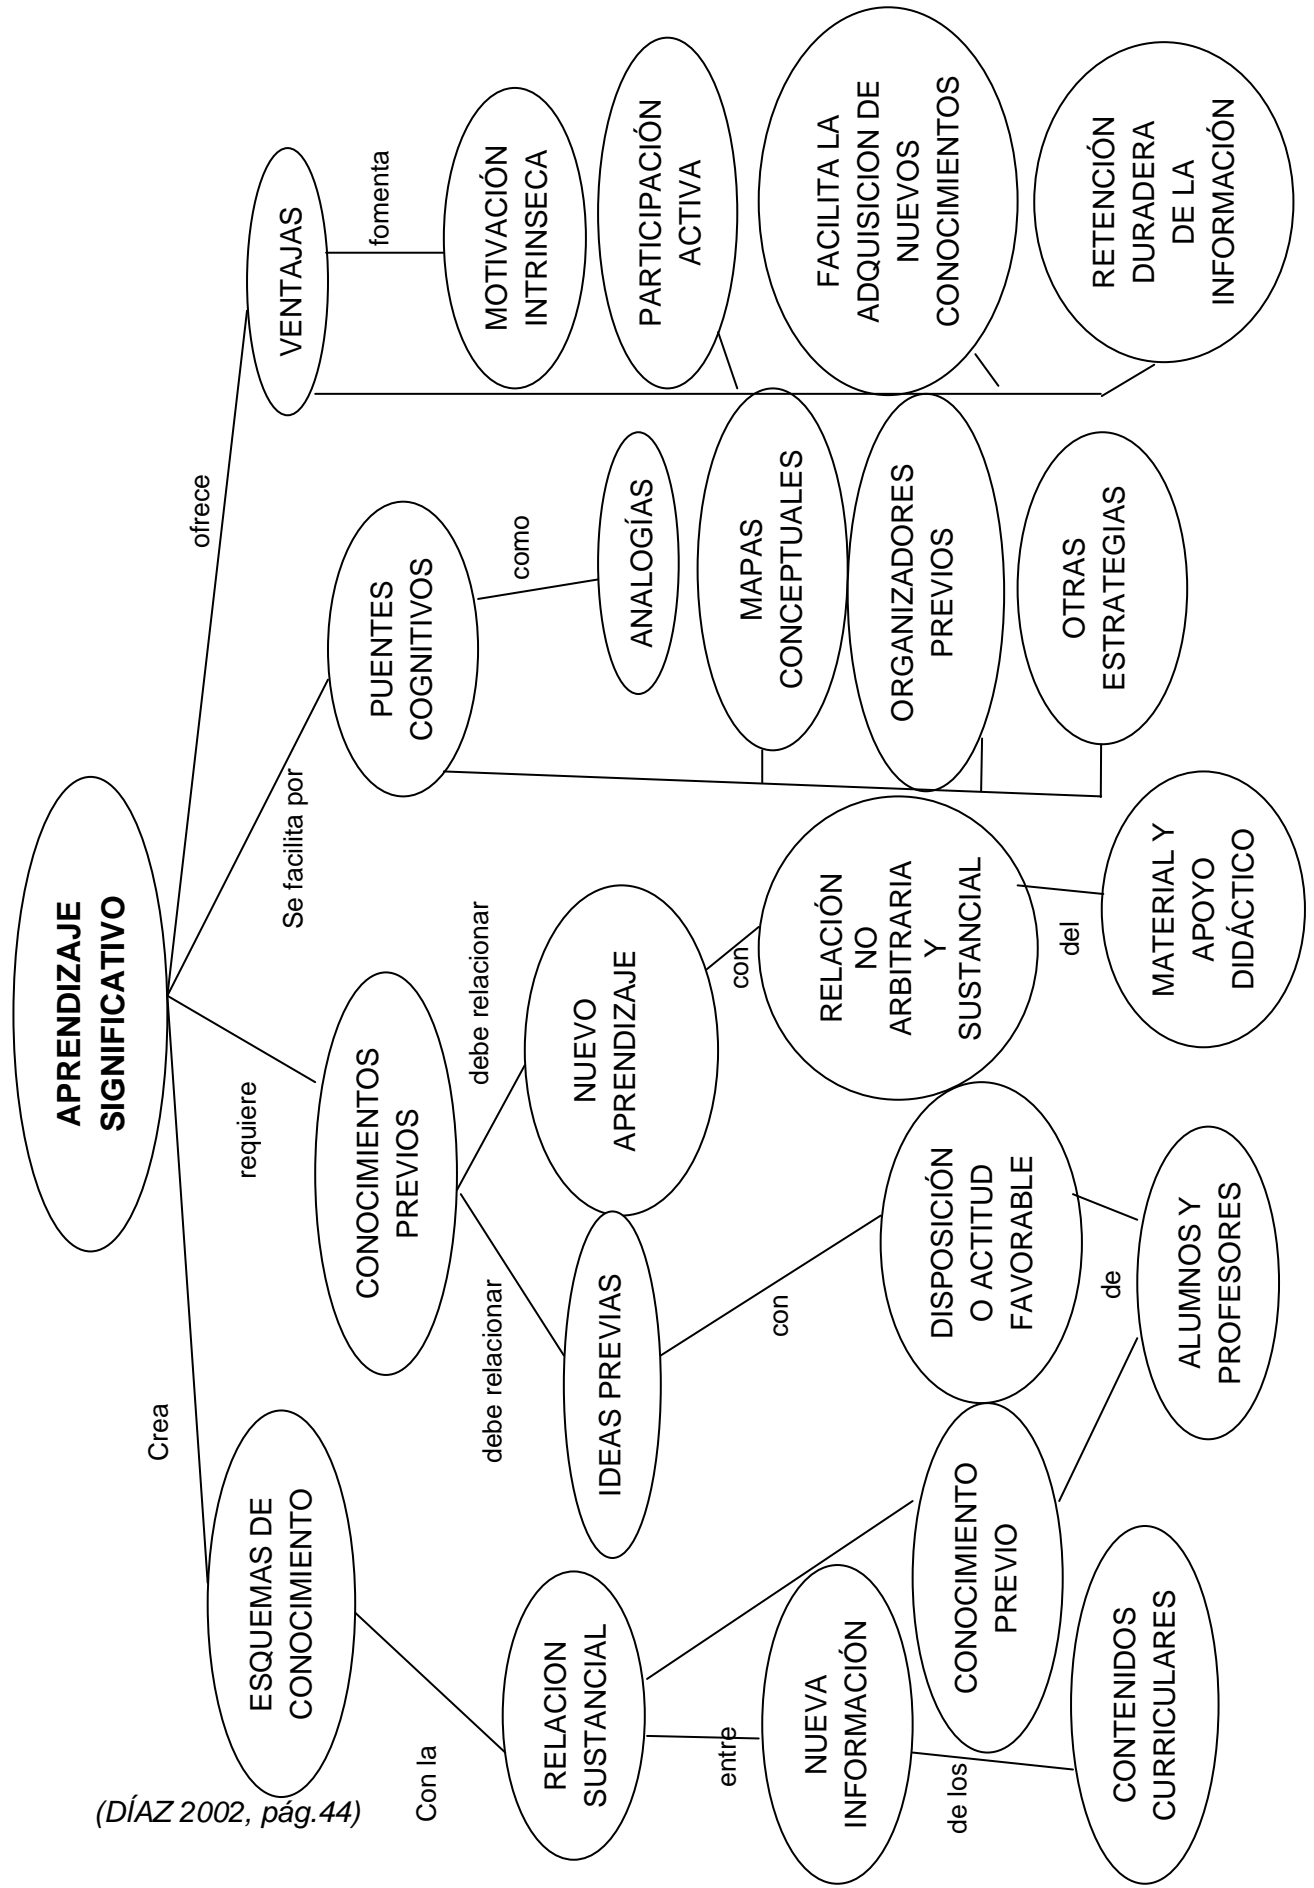 APRENDIZAJE
SIGNIFICATIVO
Crea
requiere
Se facilita por
ofrece
ESQUEMAS DE
CONOCIMIENTO
CONOCIMIENTOS
PREVIOS
PUENTES
COGNITIVOS
VENTAJAS
Con la
debe relacionar
debe relacionar
como
fomenta
RELACION
SUSTANCIAL
IDEAS PREVIAS
NUEVO
APRENDIZAJE
ANALOGÍAS
MOTIVACIÓN
INTRINSECA
entre
con
con
MAPAS
CONCEPTUALES
PARTICIPACIÓN
ACTIVA
NUEVA
INFORMACIÓN
CONOCIMIENTO
PREVIO
DISPOSICIÓN
O ACTITUD
FAVORABLE
RELACIÓN
NO
ARBITRARIA
Y
SUSTANCIAL
ORGANIZADORES
PREVIOS
FACILITA LA
ADQUISICION DE
NUEVOS
CONOCIMIENTOS
de los
de
del
CONTENIDOS
CURRICULARES
ALUMNOS Y
PROFESORES
MATERIAL Y
APOYO
DIDÁCTICO
OTRAS
ESTRATEGIAS
RETENCIÓN
DURADERA
DE LA
INFORMACIÓN
(DÍAZ 2002, pág.44)